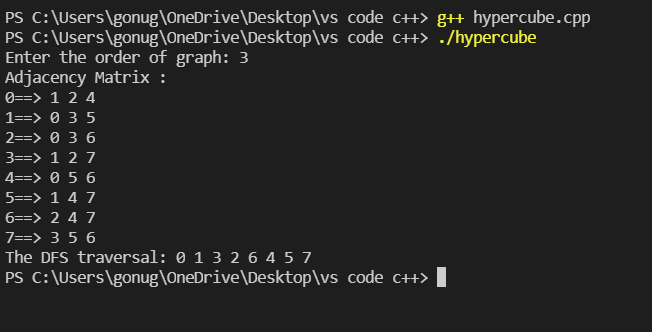 PS C:\Users\gonug\OneDrive\Desktop\vs code c++> g++ hypercube.cpp
PS C:\Users\gonug\OneDrive\Desktop\vs code c++> ./hypercube
Enter the order of graph: 3
Adjacency Matrix :
0==> 1 2 4
1==> 0 3 5
2==> 0 3 6
3==> 1 2 7
4==> 0 5 6
5==> 1 4 7
6==> 2 4 7
7==> 3 5 6
The DFS traversal: 0 1 3 2 6 4 5 7
PS C:\Users\gonug\OneDrive\Desktop\vs code c++>